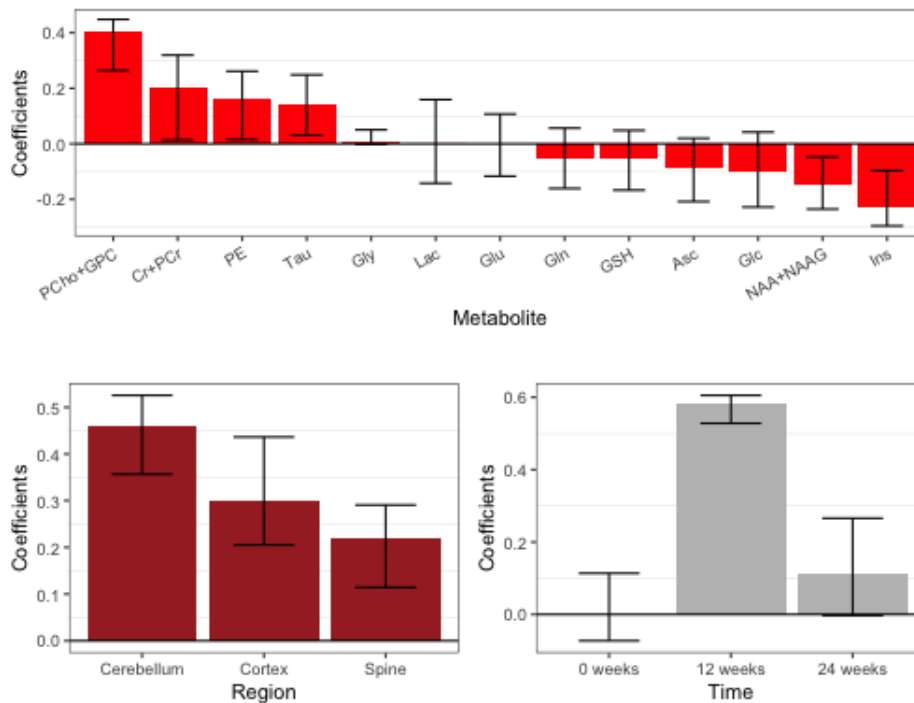 Coefficients
0.4
0.2
0.0
-0.2
PCho+GPC
Cr+PCr
PE
Tau
Gly
Lac
Glu
Gln
GSH
Asc
Glc
NAA+NAAG
Ins
Metabolite
Coefficients
0.5
0.4
0.3
0.2
0.1
0.0
Cerebellum
Cortex
Spine
Region
Coefficients
0.6
0.4
0.2
0.0
0 weeks
12 weeks
24 weeks
Time